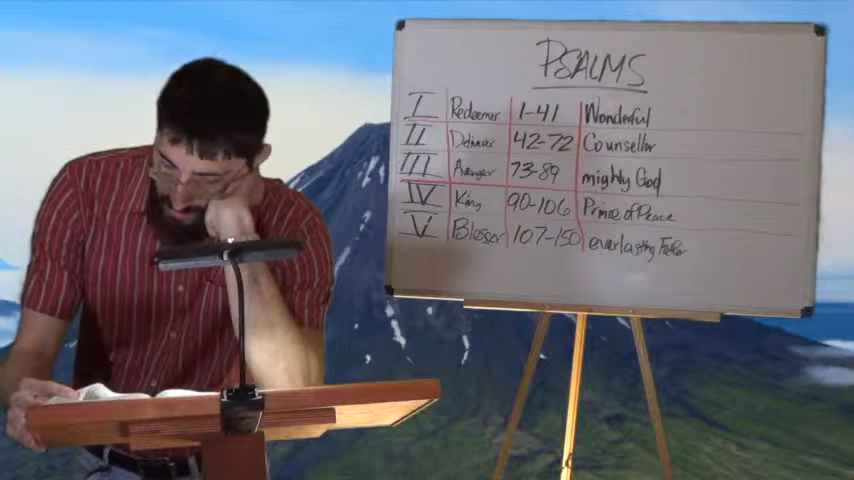 PSALMS
I Redeemer 1-41 Wonderful
II Deliverer 42-72 Counsellor
III Avenger 73-89 mighty God
IV King 90-106 Prince of Peace
V Blesser 107-150 everlasting Father